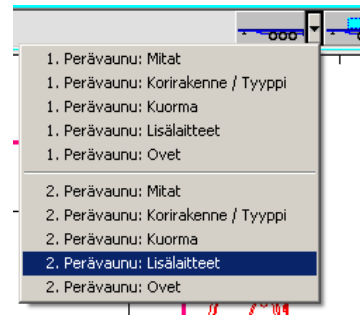 1. Perävaunu: Mitat
1. Perävaunu: Korirakenne / Tyyppi
1. Perävaunu: Kuorma
1. Perävaunu: Lisälaitteet
1. Perävaunu: Ovet
2. Perävaunu: Mitat
2. Perävaunu: Korirakenne / Tyyppi
2. Perävaunu: Kuorma
2. Perävaunu: Lisälaitteet
2. Perävaunu: Ovet